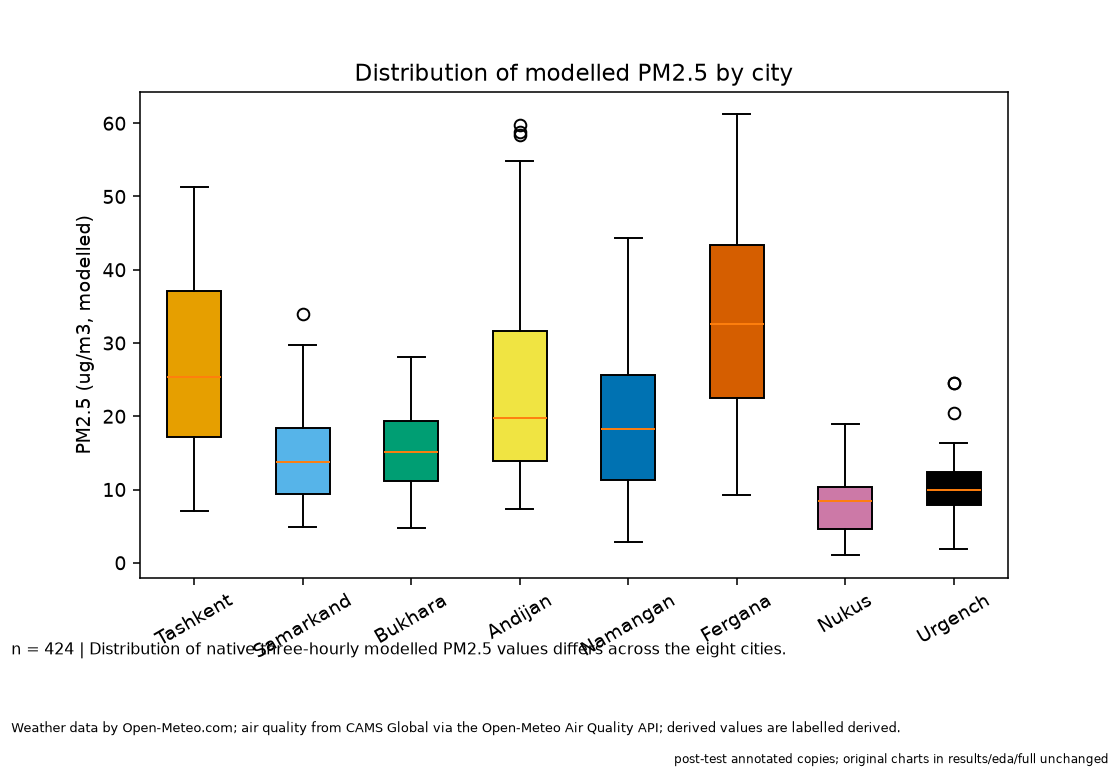 Distribution of modelled PM2.5 by city
PM2.5 (ug/m3, modelled)
60
50
40
30
20
10
0
Tashkent
Samarkand
Bukhara
Andijan
Namangan
Fergana
Nukus
Urgench
n = 424 | Distribution of native three-hourly modelled PM2.5 values differs across the eight cities.
Weather data by Open-Meteo.com; air quality from CAMS Global via the Open-Meteo Air Quality API; derived values are labelled derived.
post-test annotated copies; original charts in results/eda/full unchanged